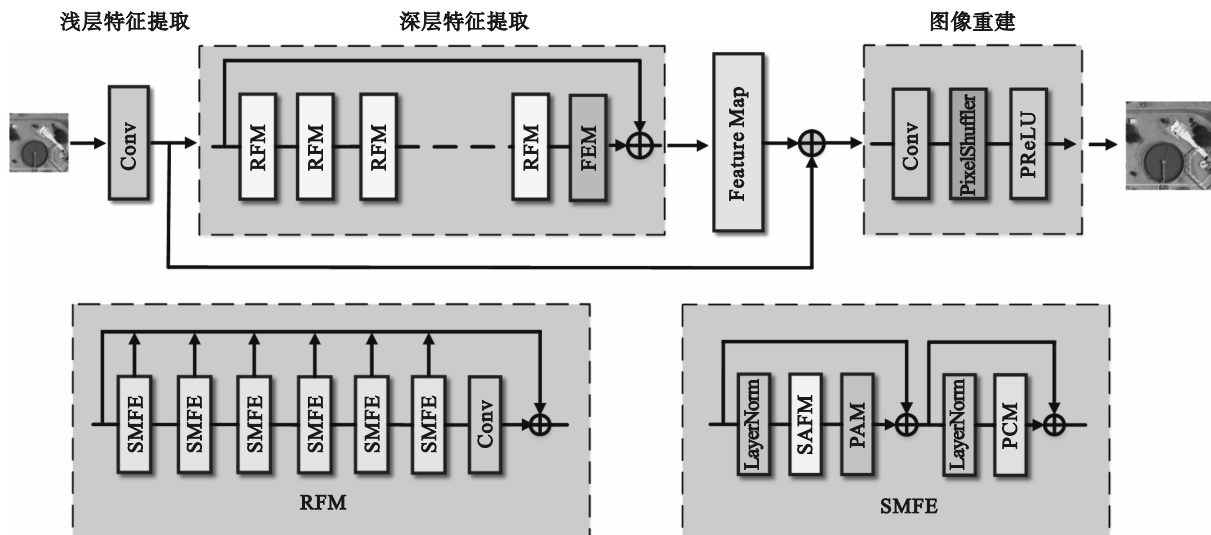 浅层特征提取
深层特征提取
图像重建
Conv
RFM
RFM
RFM
RFM
FEM
Feature Map
Conv
PixelShuffler
PReLU
SMFE
SMFE
SMFE
SMFE
SMFE
SMFE
Conv
RFM
LayerNorm
SAFM
PAM
LayerNorm
PCM
SMFE